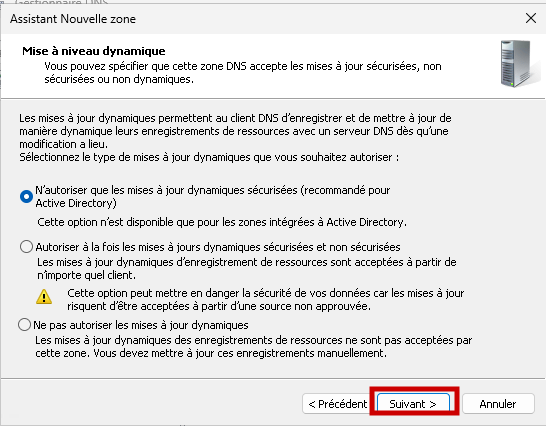 Gestionnaire DNS
Assistant Nouvelle zone
Mise à niveau dynamique
Vous pouvez spécifier que cette zone DNS accepte les mises à jour sécurisées, non
sécurisées ou non dynamiques.
Les mises à jour dynamiques permettent au client DNS d'enregistrer et de mettre à jour de
manière dynamique leurs enregistrements de ressources avec un serveur DNS dès qu'une
modification a lieu.
Sélectionnez le type de mises à jour dynamiques que vous souhaitez autoriser :
N'autoriser que les mises à jour dynamiques sécurisées (recommandé pour
Active Directory)
Cette option n'est disponible que pour les zones intégrées à Active Directory.
Autoriser à la fois les mises à jours dynamiques sécurisées et non sécurisées
Les mises à jour dynamiques d'enregistrement de ressources sont acceptées à partir de
n'importe quel client.
Cette option peut mettre en danger la sécurité de vos données car les mises à jour
risquent d'être acceptées à partir d'une source non approuvée.
Ne pas autoriser les mises à jour dynamiques
Les mises à jour dynamiques des enregistrements de ressources ne sont pas acceptées par
cette zone. Vous devez mettre à jour ces enregistrements manuellement.
< Précédent Suivant > Annuler